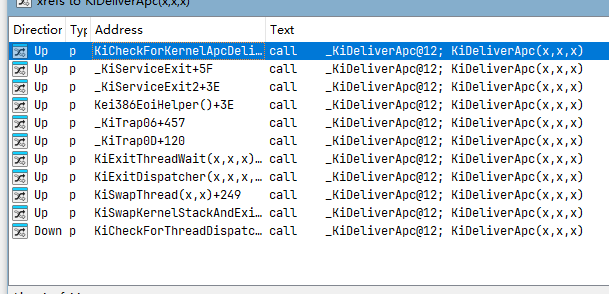 xrefs to KiDeliverApc(x,x,x)
Direction Typ Address Text
Up p KiCheckForKernelApcDeli… call _KiDeliverApc@12; KiDeliverApc(x,x,x)
Up p _KiServiceExit+5F call _KiDeliverApc@12; KiDeliverApc(x,x,x)
Up p _KiServiceExit2+3E call _KiDeliverApc@12; KiDeliverApc(x,x,x)
Up p Kei386EoiHelper()+3E call _KiDeliverApc@12; KiDeliverApc(x,x,x)
Up p _KiTrap06+457 call _KiDeliverApc@12; KiDeliverApc(x,x,x)
Up p _KiTrap0D+120 call _KiDeliverApc@12; KiDeliverApc(x,x,x)
Up p KiExitThreadWait(x,x,x)… call _KiDeliverApc@12; KiDeliverApc(x,x,x)
Up p KiExitDispatcher(x,x,x,… call _KiDeliverApc@12; KiDeliverApc(x,x,x)
Up p KiSwapThread(x,x)+249 call _KiDeliverApc@12; KiDeliverApc(x,x,x)
Up p KiSwapKernelStackAndExi… call _KiDeliverApc@12; KiDeliverApc(x,x,x)
Down p KiCheckForThreadDispatc… call _KiDeliverApc@12; KiDeliverApc(x,x,x)